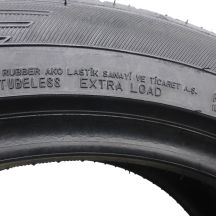 RUBBER AKO LASTİK SANAYİ VE TİCARET A.S.
TUBELESS EXTRA LOAD